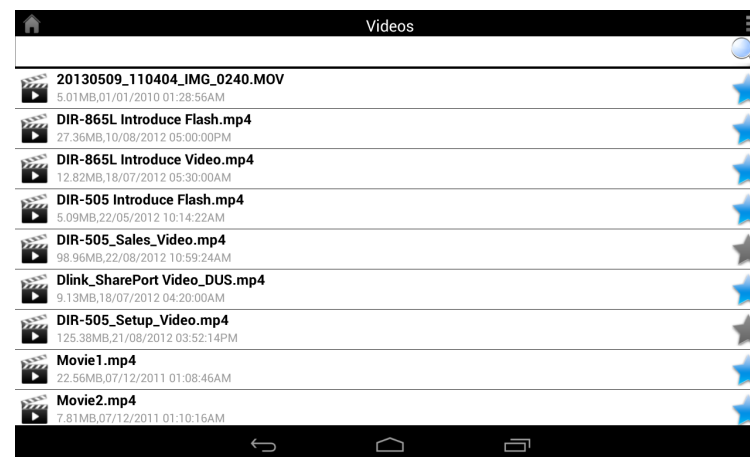 Videos
20130509_110404_IMG_0240.MOV
5.01MB,01/01/2010 01:28:56AM
DIR-865L Introduce Flash.mp4
27.36MB,10/08/2012 05:00:00PM
DIR-865L Introduce Video.mp4
12.82MB,18/07/2012 05:30:00AM
DIR-505 Introduce Flash.mp4
5.09MB,22/05/2012 10:14:22AM
DIR-505_Sales_Video.mp4
98.96MB,22/08/2012 10:59:24AM
Dlink_SharePort Video_DUS.mp4
9.13MB,18/07/2012 04:20:00AM
DIR-505_Setup_Video.mp4
125.38MB,21/08/2012 03:52:14PM
Movie1.mp4
22.56MB,07/12/2011 01:08:46AM
Movie2.mp4
7.81MB,07/12/2011 01:10:16AM